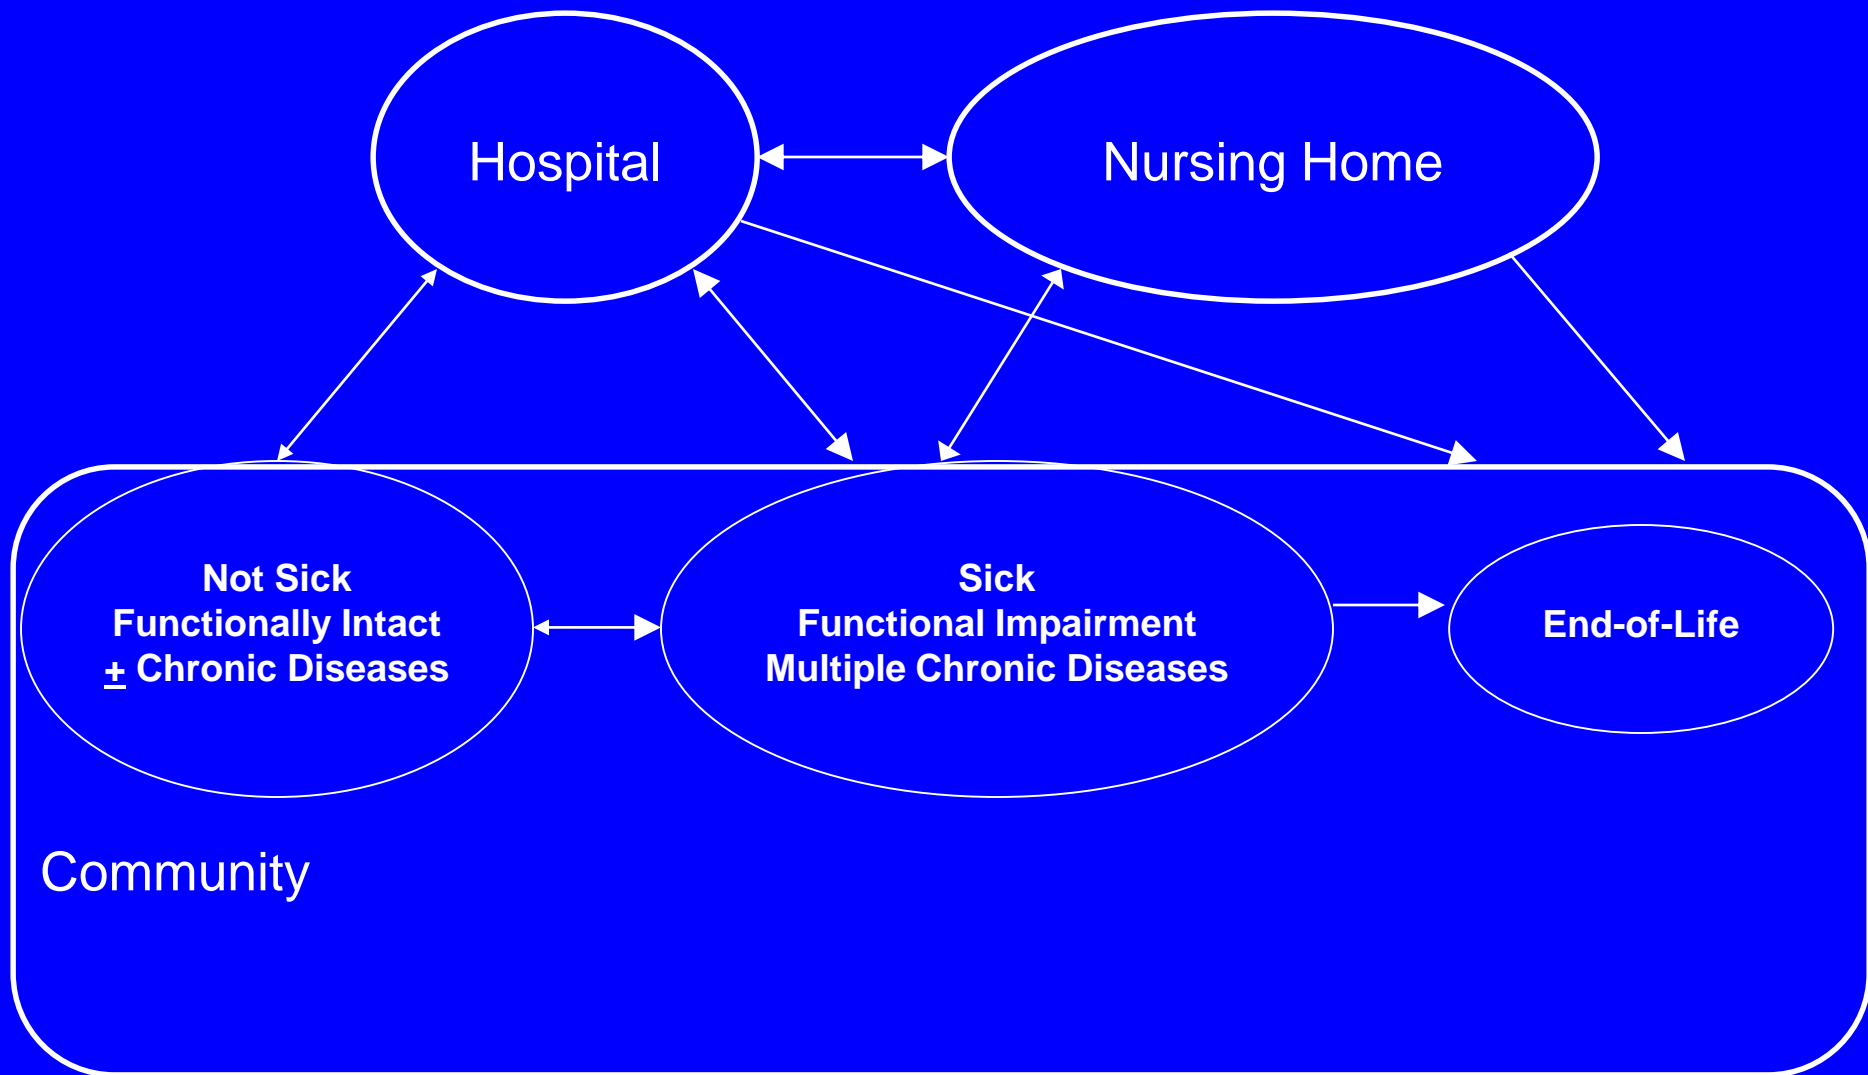 Hospital
Nursing Home
Not Sick
Functionally Intact
± Chronic Diseases
Sick
Functional Impairment
Multiple Chronic Diseases
End-of-Life
Community